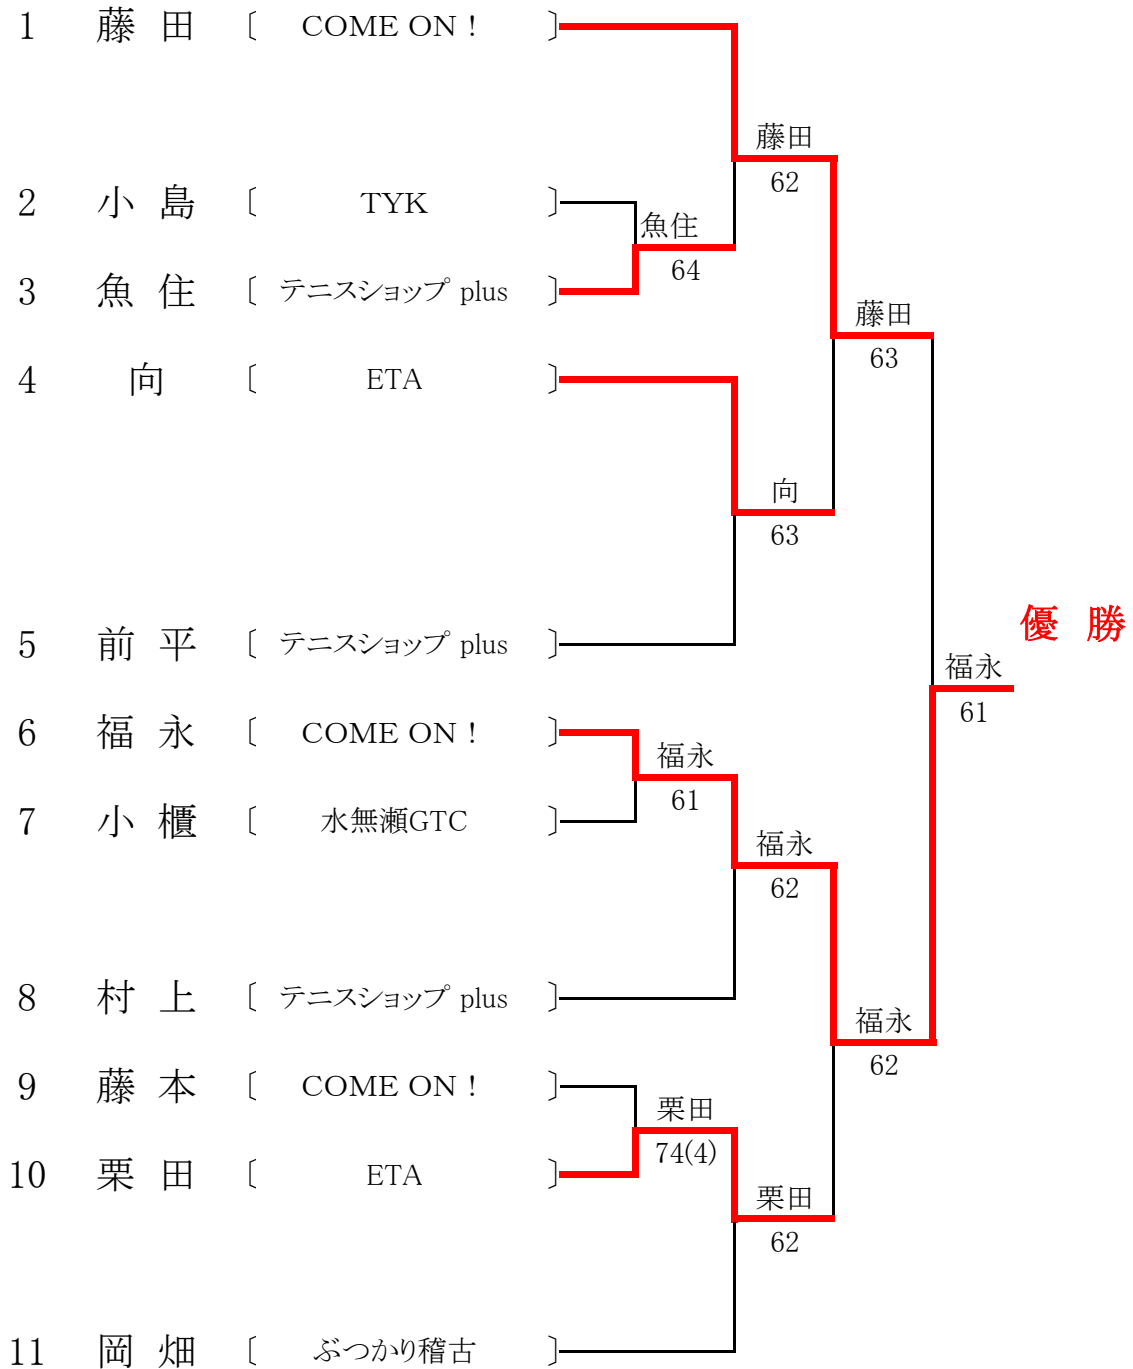 1 藤 田 〔 COME ON！ 〕
藤田
62
2 小 島 〔 TYK 〕
魚住
64
3 魚 住 〔 テニスショップ plus 〕
藤田
63
4 向 〔 ETA 〕
向
63
優 勝
5 前 平 〔 テニスショップ plus 〕
福永
61
6 福 永 〔 COME ON！ 〕
福永
61
7 小 櫃 〔 水無瀬GTC 〕
福永
62
8 村 上 〔 テニスショップ plus 〕
福永
62
9 藤 本 〔 COME ON！ 〕
栗田
74(4)
10 栗 田 〔 ETA 〕
栗田
62
11 岡 畑 〔 ぶつかり稽古 〕